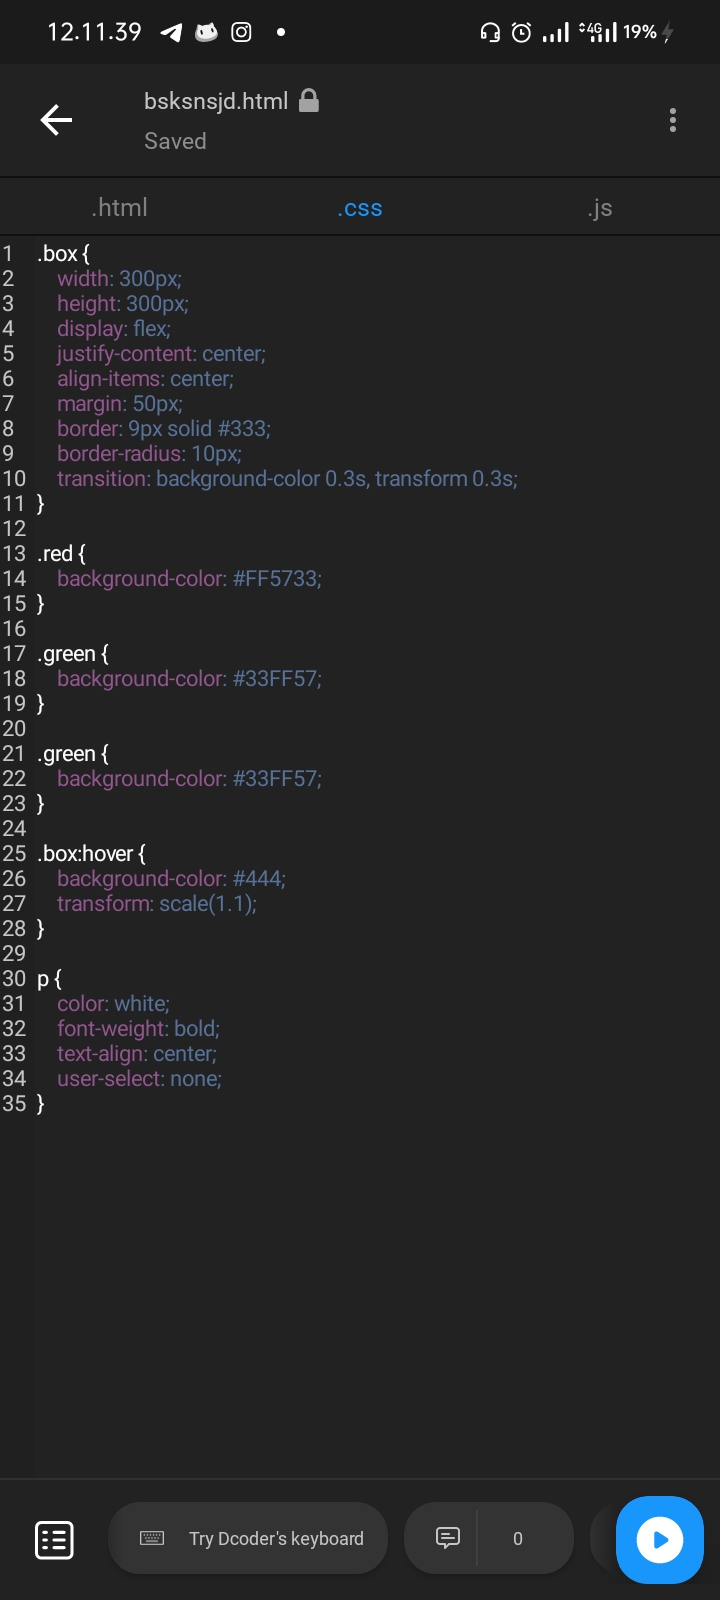 12.11.39 4G 19%
bsksnsjd.html
Saved
.html .css .js
1 .box {
2     width: 300px;
3     height: 300px;
4     display: flex;
5     justify-content: center;
6     align-items: center;
7     margin: 50px;
8     border: 9px solid #333;
9     border-radius: 10px;
10     transition: background-color 0.3s, transform 0.3s;
11 }
12
13 .red {
14     background-color: #FF5733;
15 }
16
17 .green {
18     background-color: #33FF57;
19 }
20
21 .green {
22     background-color: #33FF57;
23 }
24
25 .box:hover {
26     background-color: #444;
27     transform: scale(1.1);
28 }
29
30 p {
31     color: white;
32     font-weight: bold;
33     text-align: center;
34     user-select: none;
35 }
Try Dcoder's keyboard 0